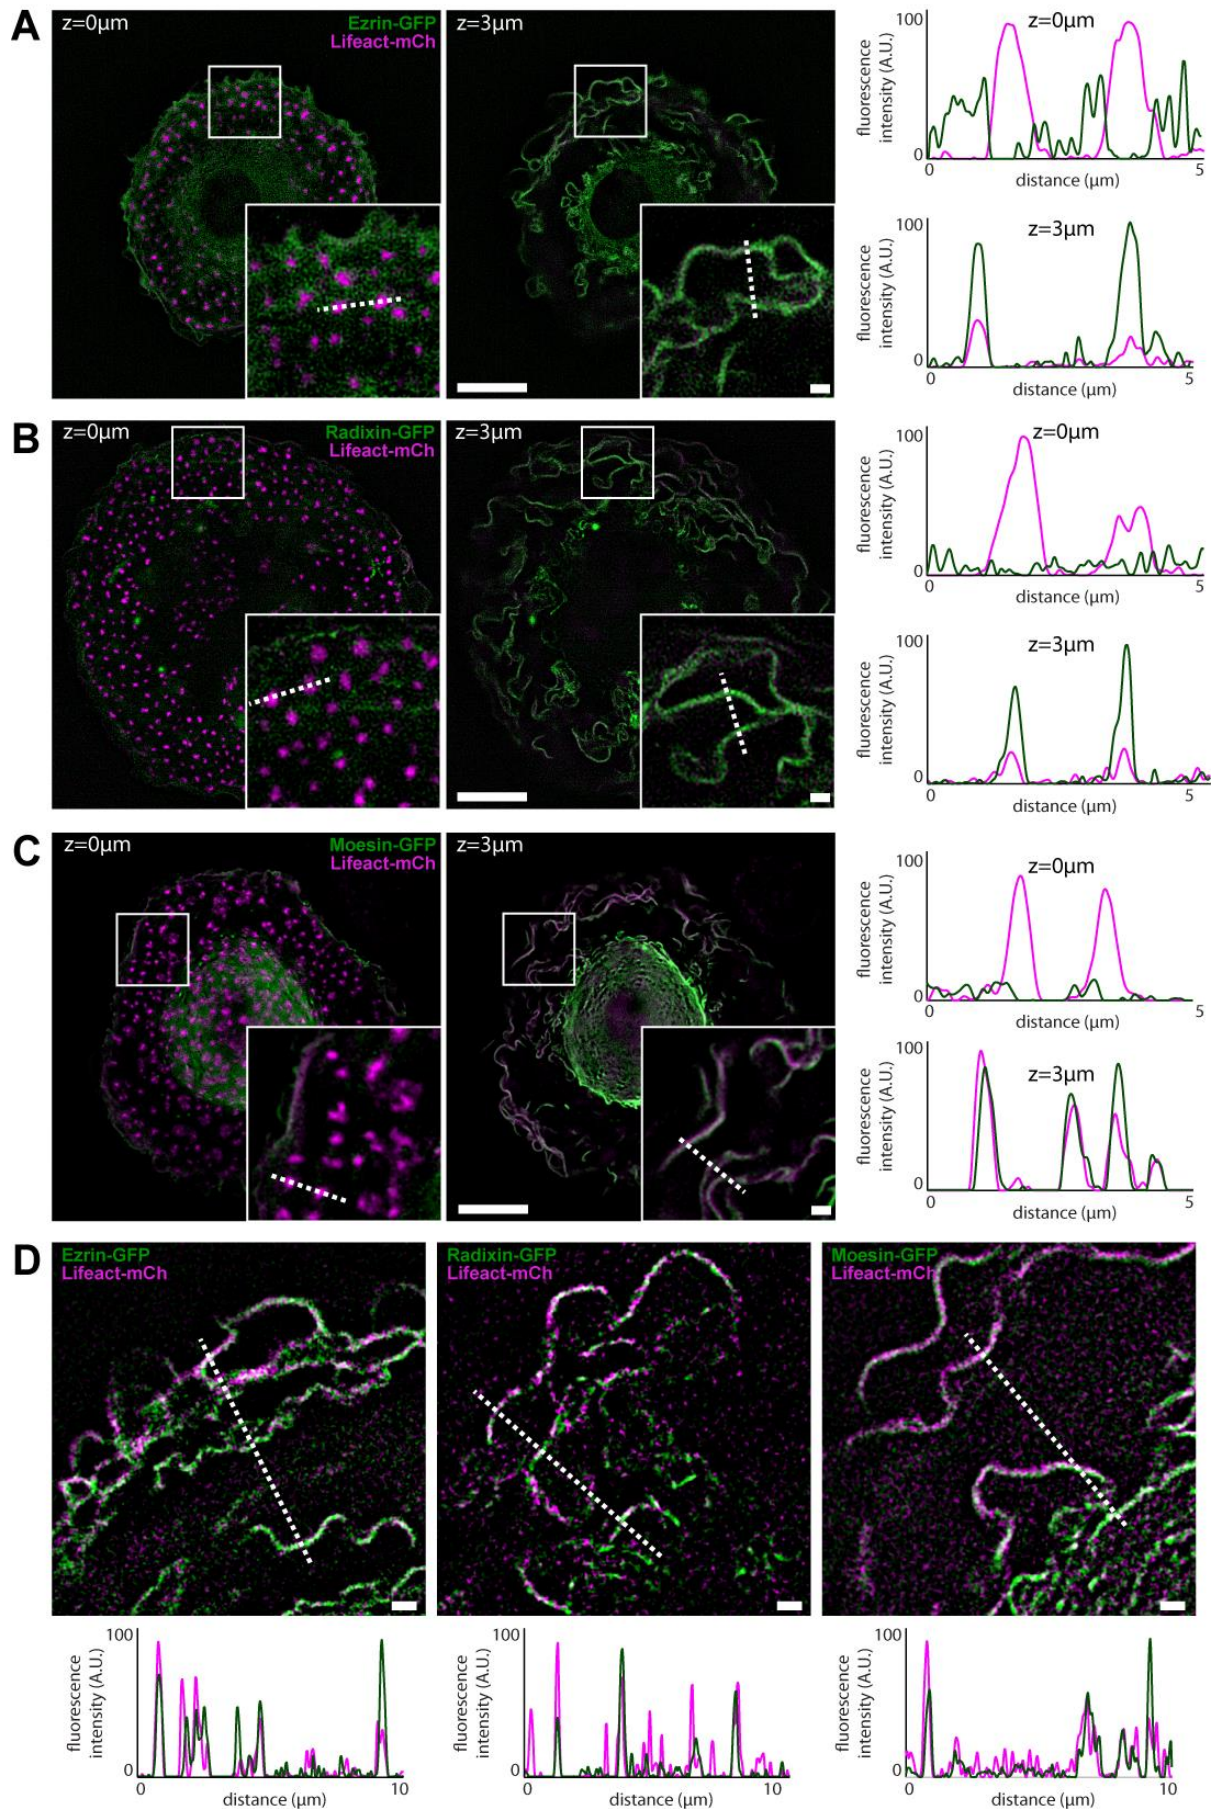 A
z=0µm
Ezrin-GFP
Lifeact-mCh
z=3µm
100
z=0µm
fluorescence
intensity (A.U.)
0
0
5
distance (µm)
100
z=3µm
fluorescence
intensity (A.U.)
0
0
5
distance (µm)
B
z=0µm
Radixin-GFP
Lifeact-mCh
z=3µm
100
z=0µm
fluorescence
intensity (A.U.)
0
0
5
distance (µm)
100
z=3µm
fluorescence
intensity (A.U.)
0
0
5
distance (µm)
C
z=0µm
Moesin-GFP
Lifeact-mCh
z=3µm
100
z=0µm
fluorescence
intensity (A.U.)
0
0
5
distance (µm)
100
z=3µm
fluorescence
intensity (A.U.)
0
0
5
distance (µm)
D
Ezrin-GFP
Lifeact-mCh
Radixin-GFP
Lifeact-mCh
Moesin-GFP
Lifeact-mCh
100
fluorescence
intensity (A.U.)
0
0
10
distance (µm)
100
fluorescence
intensity (A.U.)
0
0
10
distance (µm)
100
fluorescence
intensity (A.U.)
0
0
10
distance (µm)